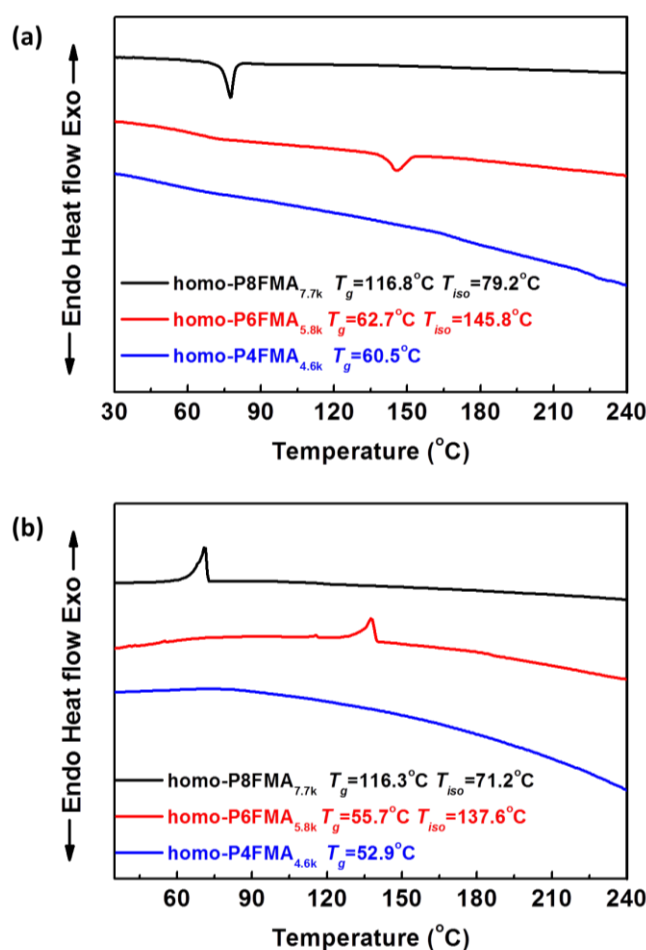 (a)
← Endo Heat flow Exo →
homo-P8FMA7.7k Tg=116.8°C Tiso=79.2°C
homo-P6FMA5.8k Tg=62.7°C Tiso=145.8°C
homo-P4FMA4.6k Tg=60.5°C
30 60 90 120 150 180 210 240
Temperature (°C)
(b)
← Endo Heat flow Exo →
homo-P8FMA7.7k Tg=116.3°C Tiso=71.2°C
homo-P6FMA5.8k Tg=55.7°C Tiso=137.6°C
homo-P4FMA4.6k Tg=52.9°C
60 90 120 150 180 210 240
Temperature (°C)